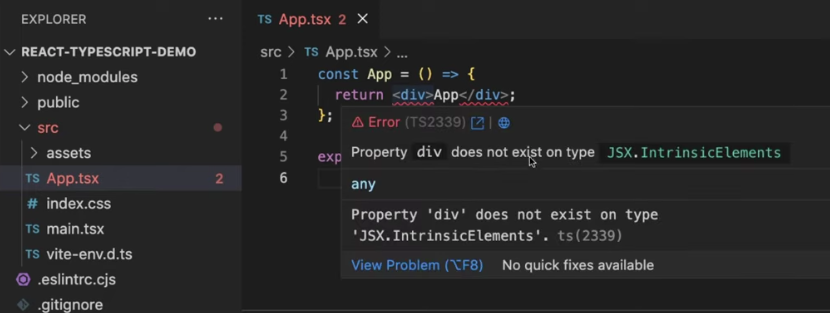 EXPLORER
REACT-TYPESCRIPT-DEMO
node_modules
public
src
assets
TS App.tsx 2
# index.css
TS main.tsx
TS vite-env.d.ts
.eslintrc.cjs
.gitignore
TS App.tsx 2 ×
src > TS App.tsx > ...
1 const App = () => {
2 return <div>App</div>;
3 };
4
5 exp
6
Error (TS2339) |
Property div does not exist on type JSX.IntrinsicElements
any
Property 'div' does not exist on type
'JSX.IntrinsicElements'. ts(2339)
View Problem (⌥F8) No quick fixes available